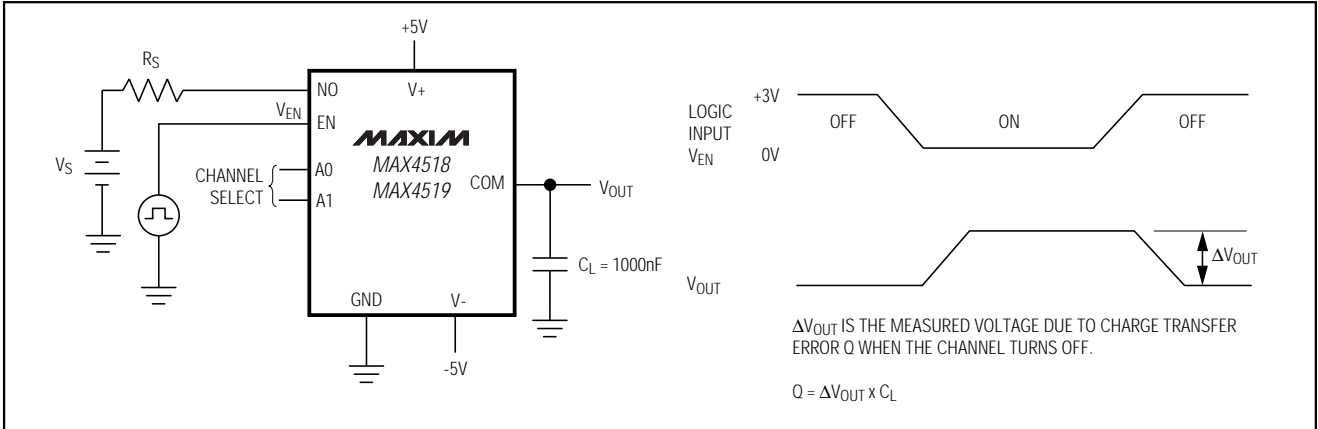 +5V
RS
NO
V+
VEN
EN
MAXIM
MAX4518
MAX4519
VS
CHANNEL
SELECT
A0
A1
COM
VOUT
CL = 1000nF
GND
V-
-5V
LOGIC
INPUT
VEN
+3V
0V
OFF
ON
OFF
VOUT
ΔVOUT
ΔVOUT IS THE MEASURED VOLTAGE DUE TO CHARGE TRANSFER
ERROR Q WHEN THE CHANNEL TURNS OFF.
Q = ΔVOUT x CL